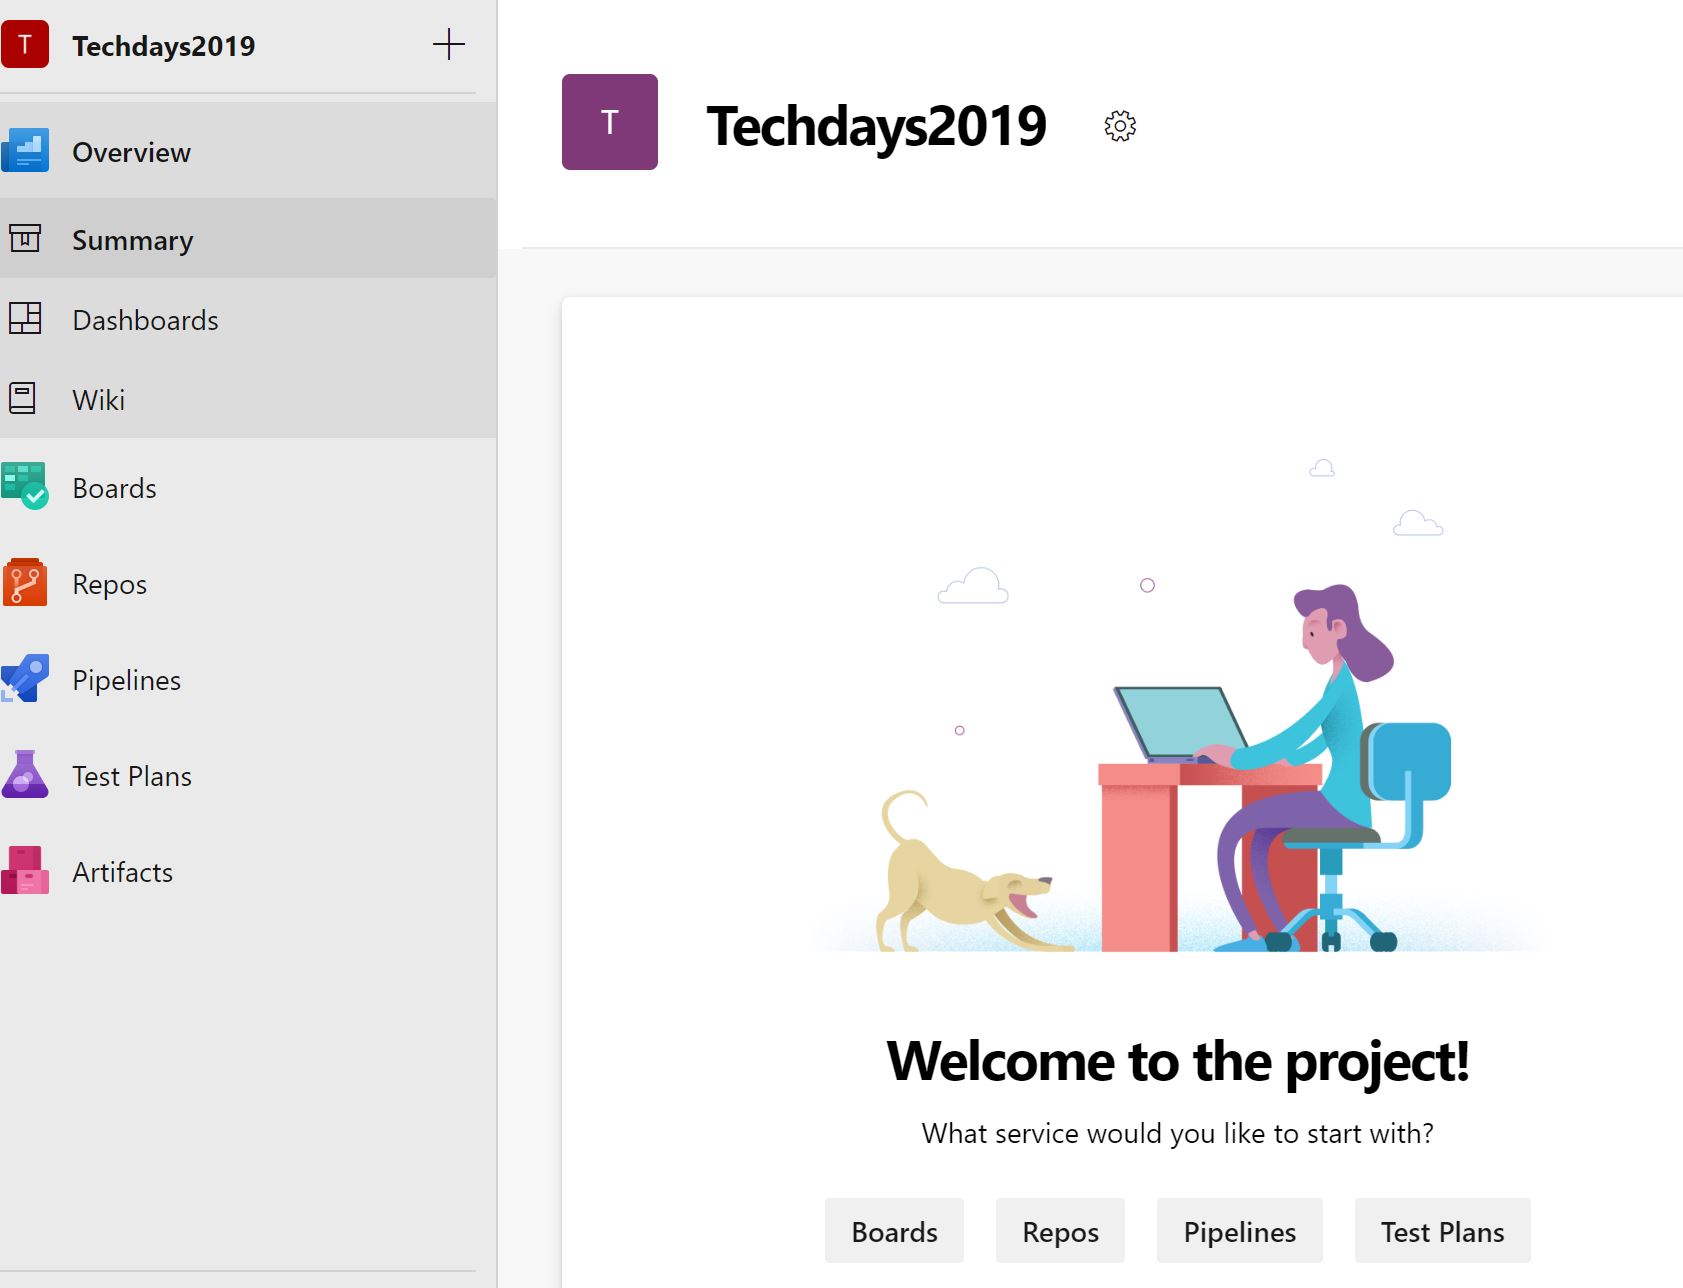 T Techdays2019
Overview
Summary
Dashboards
Wiki
Boards
Repos
Pipelines
Test Plans
Artifacts
T Techdays2019
Welcome to the project!
What service would you like to start with?
Boards Repos Pipelines Test Plans